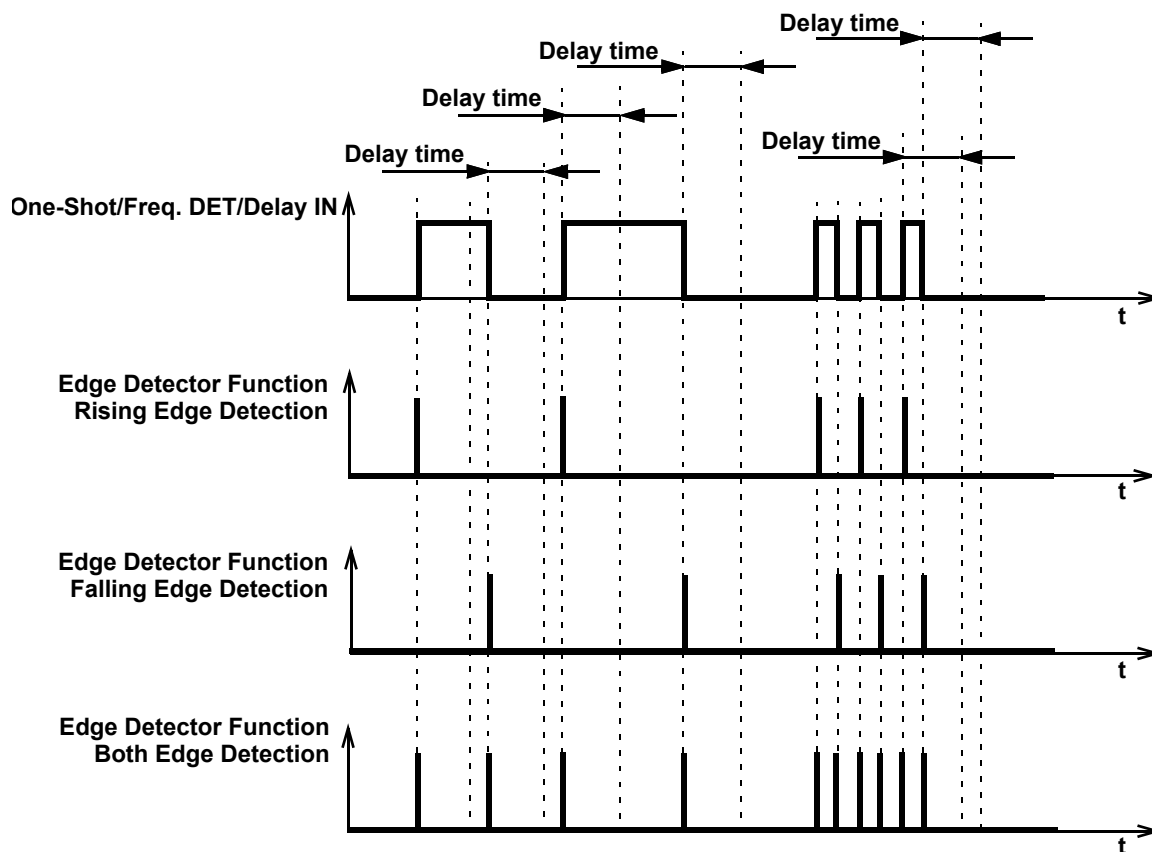 Delay time
Delay time
Delay time
Delay time
Delay time
One-Shot/Freq. DET/Delay IN
t
Edge Detector Function
Rising Edge Detection
t
Edge Detector Function
Falling Edge Detection
t
Edge Detector Function
Both Edge Detection
t